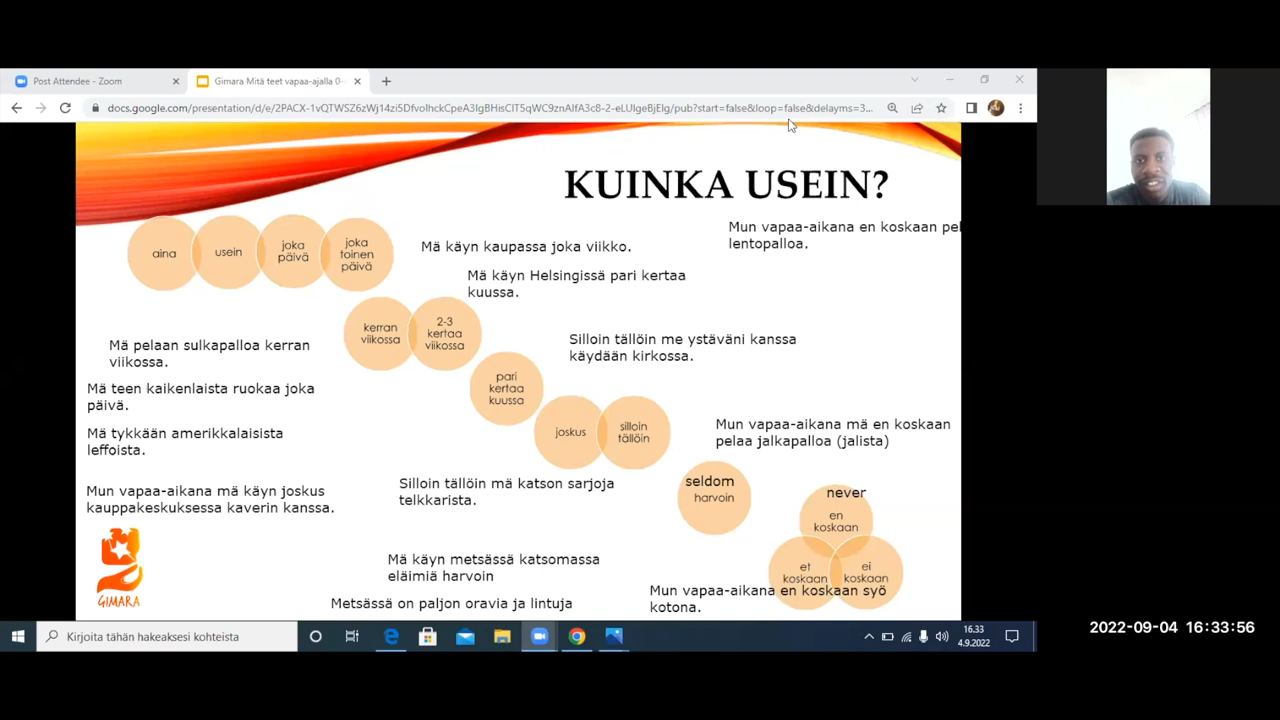 Post Attendee - Zoom
Gimara Mitä teet vapaa-ajalla 0-
docs.google.com/presentation/d/e/2PACX-1vQTWSZ6zWj14zi5DfvolhckCpeA3IgBHisClT5qWC9znAIfA3c8-2-eLUIgeBjElg/pub?start=false&loop=false&delayms=3...
KUINKA USEIN?
aina
usein
joka
päivä
joka
toinen
päivä
Mä käyn kaupassa joka viikko.
Mun vapaa-aikana en koskaan pel
lentopalloa.
Mä käyn Helsingissä pari kertaa
kuussa.
kerran
viikossa
2-3
kertaa
viikossa
Mä pelaan sulkapalloa kerran
viikossa.
Silloin tällöin me ystäväni kanssa
käydään kirkossa.
Mä teen kaikenlaista ruokaa joka
päivä.
pari
kertaa
kuussa
Mä tykkään amerikkalaisista
leffoista.
joskus
silloin
tällöin
Mun vapaa-aikana mä en koskaan
pelaa jalkapalloa (jalista)
Mun vapaa-aikana mä käyn joskus
kauppakeskuksessa kaverin kanssa.
Silloin tällöin mä katson sarjoja
telkkarista.
seldom
harvoin
never
en
koskaan
et
koskaan
ei
koskaan
Mä käyn metsässä katsomassa
eläimiä harvoin
Mun vapaa-aikana en koskaan syö
kotona.
Metsässä on paljon oravia ja lintuja
GIMARA
Kirjoita tähän hakeaksesi kohteista
16.33
4.9.2022
2022-09-04 16:33:56